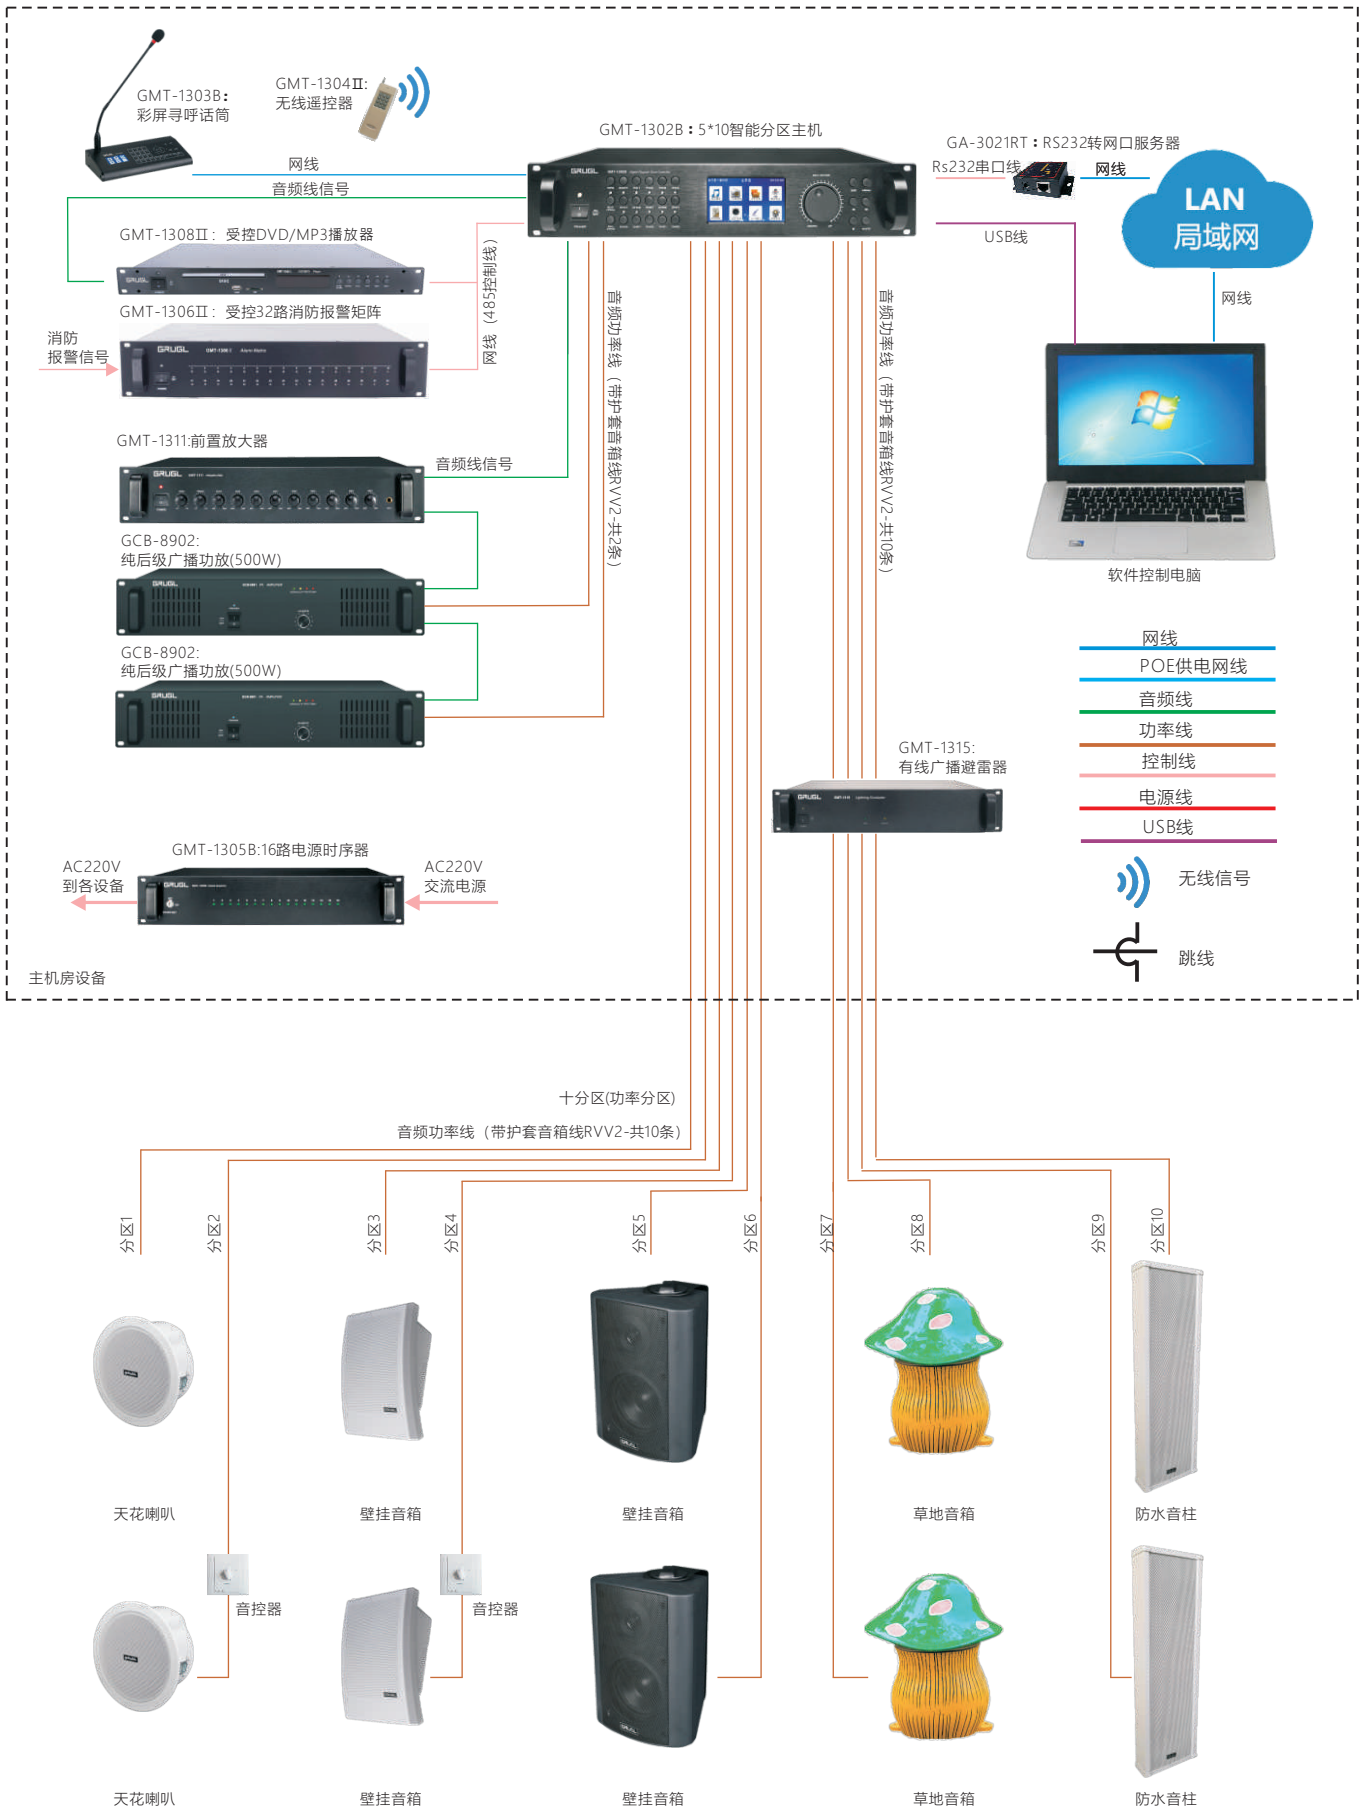 GMT-1303B：
彩屏寻呼话筒
GMT-1304II:
无线遥控器
GMT-1302B：5*10智能分区主机
GA-3021RT：RS232转网口服务器
Rs232串口线
网线
LAN
局域网
网线
音频线信号
USB线
网线
GRUGL
GMT-1308II：受控DVD/MP3播放器
GRUGL
网线（485控制线）
GMT-1306II：受控32路消防报警矩阵
消防
报警信号
GRUGL
音频功率线（带护套音箱线RVV2-共2条）
音频功率线（带护套音箱线RVV2-共10条）
GMT-1311:前置放大器
音频线信号
GRUGL
GCB-8902:
纯后级广播功放(500W)
GRUGL
GCB-8902:
纯后级广播功放(500W)
GRUGL
软件控制电脑
网线
POE供电网线
音频线
功率线
控制线
电源线
USB线
无线信号
跳线
GMT-1315:
有线广播避雷器
GRUGL
GMT-1305B:16路电源时序器
AC220V
到各设备
GRUGL
AC220V
交流电源
主机房设备
十分区(功率分区)
音频功率线（带护套音箱线RVV2-共10条）
分区1
分区2
分区3
分区4
分区5
分区6
分区7
分区8
分区9
分区10
天花喇叭
壁挂音箱
壁挂音箱
草地音箱
防水音柱
音控器
音控器
天花喇叭
壁挂音箱
壁挂音箱
草地音箱
防水音柱